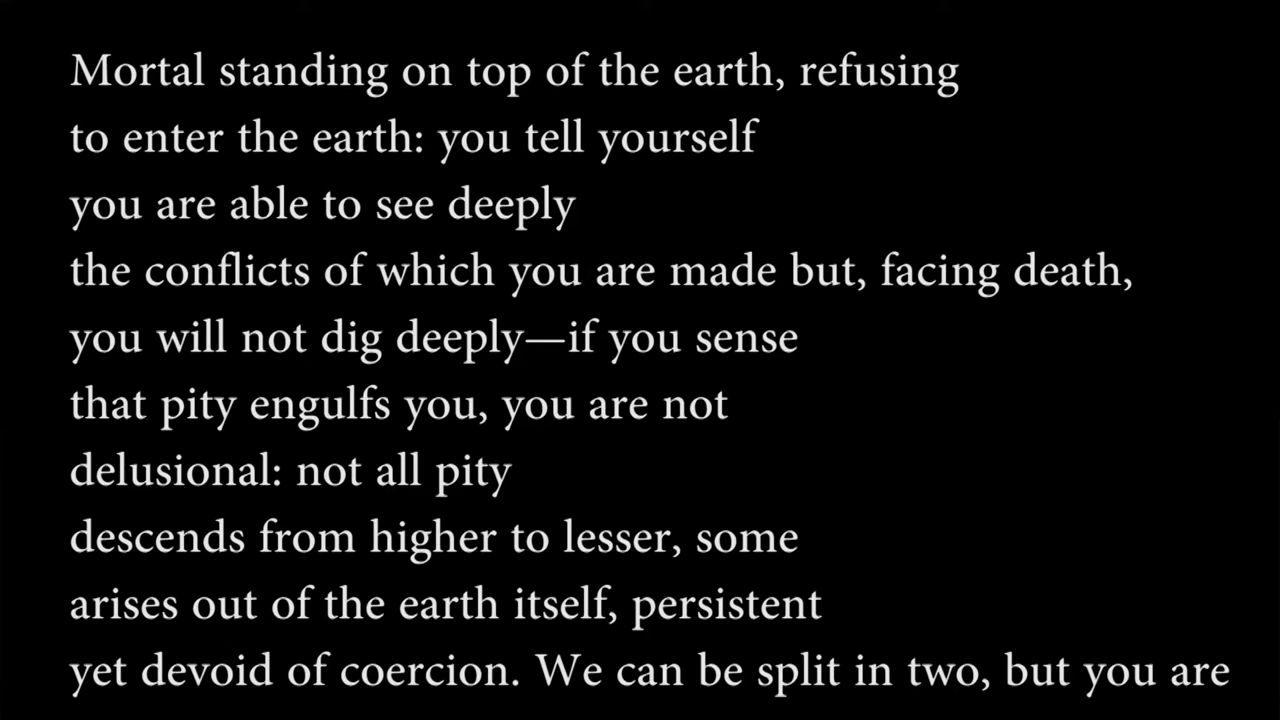 Mortal standing on top of the earth, refusing
to enter the earth: you tell yourself
you are able to see deeply
the conflicts of which you are made but, facing death,
you will not dig deeply—if you sense
that pity engulfs you, you are not
delusional: not all pity
descends from higher to lesser, some
arises out of the earth itself, persistent
yet devoid of coercion. We can be split in two, but you are